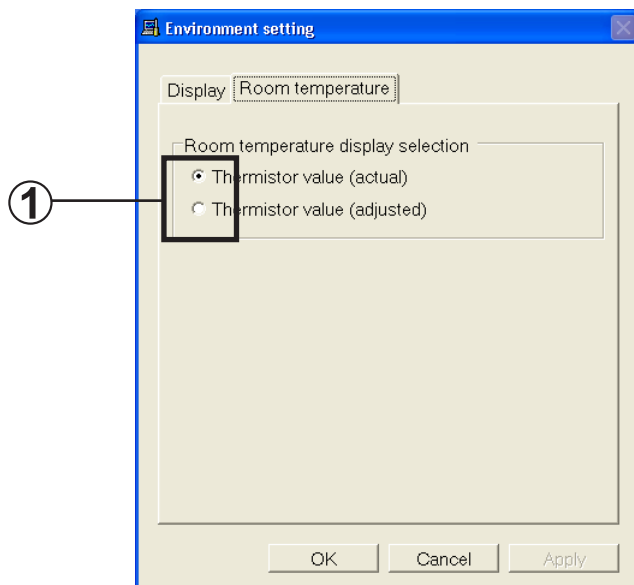 Environment setting
Display Room temperature
Room temperature display selection
Thermistor value (actual)
① Thermistor value (adjusted)
OK Cancel Apply